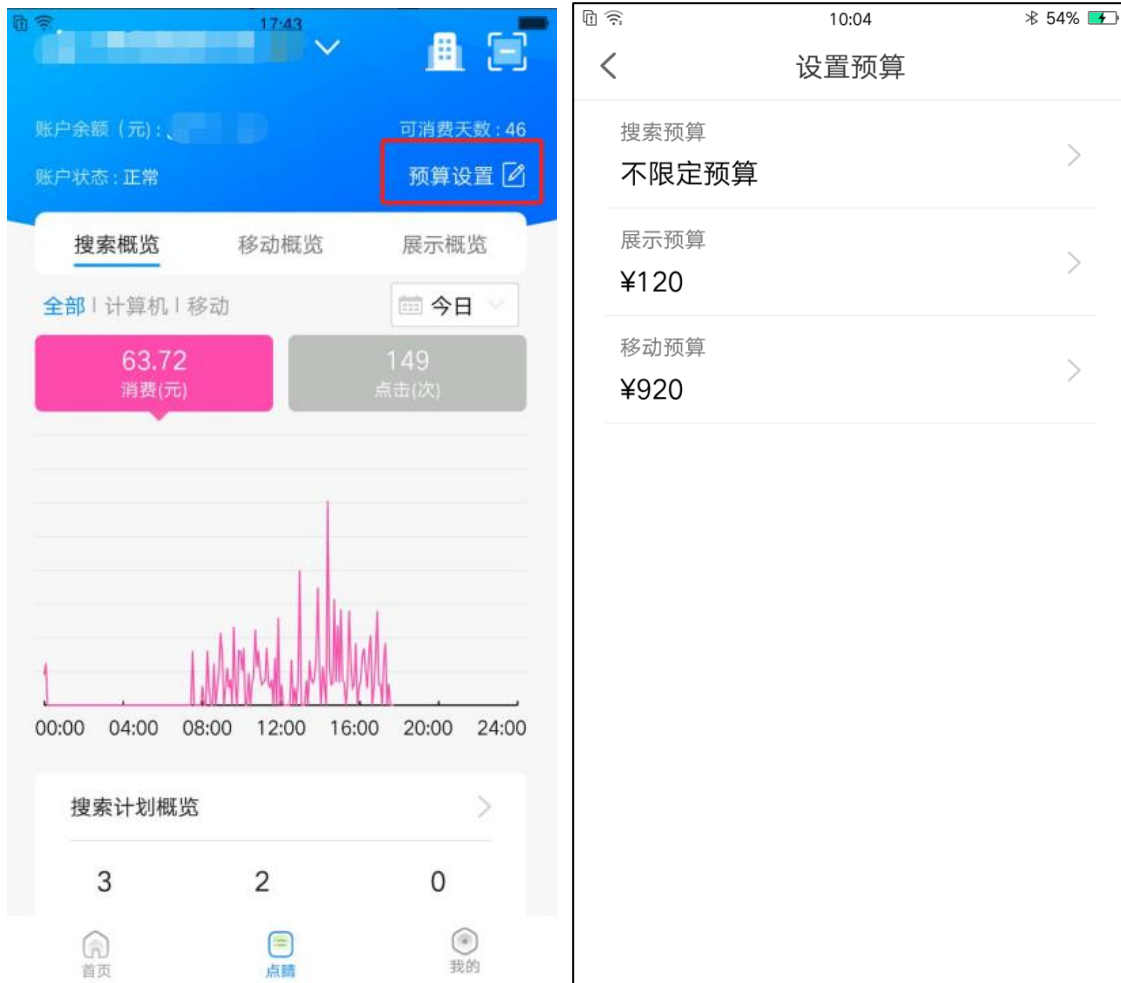 17:43
账户余额（元）:
可消费天数 : 46
账户状态 : 正常
预算设置
搜索概览 移动概览 展示概览
全部 | 计算机 | 移动
今日
63.72
消费(元)
149
点击(次)
00:00 04:00 08:00 12:00 16:00 20:00 24:00
搜索计划概览
3 2 0
首页 点睛 我的
10:04
54%
设置预算
搜索预算
不限定预算
展示预算
¥120
移动预算
¥920